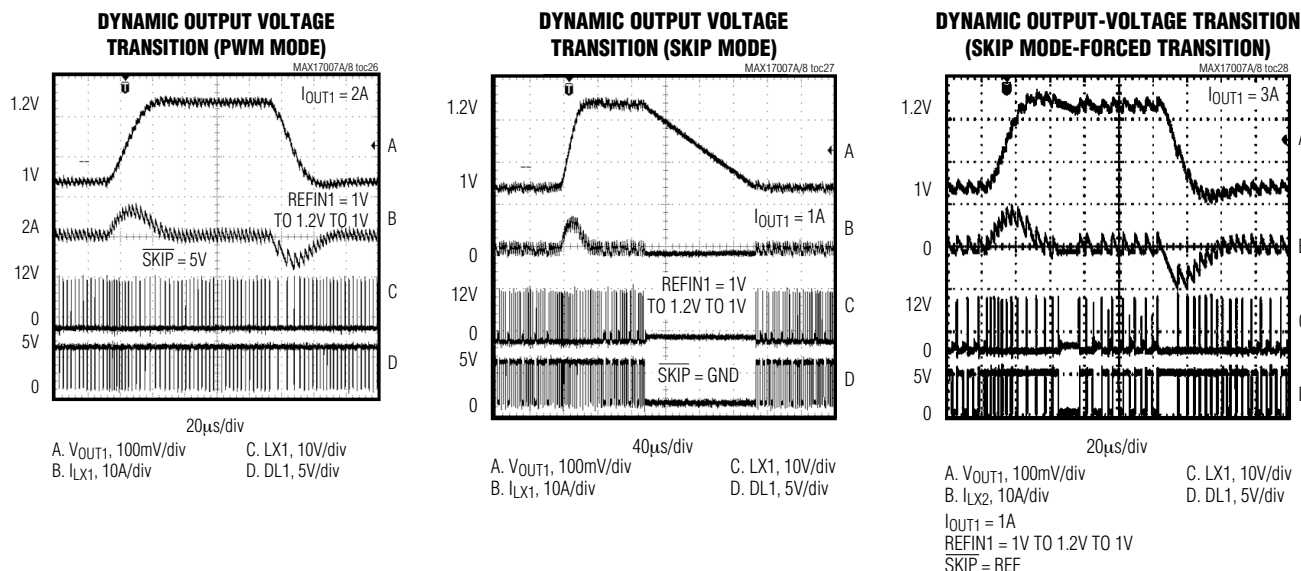 DYNAMIC OUTPUT VOLTAGE
TRANSITION (PWM MODE)
MAX17007A/8 toc26
T
IOUT1 = 2A
1.2V
A
1V
REFIN1 = 1V
TO 1.2V TO 1V
B
2A
SKIP = 5V
12V
C
0
5V
D
0
20µs/div
A. VOUT1, 100mV/div
B. ILX1, 10A/div
C. LX1, 10V/div
D. DL1, 5V/div
DYNAMIC OUTPUT VOLTAGE
TRANSITION (SKIP MODE)
MAX17007A/8 toc27
T
1.2V
A
1V
IOUT1 = 1A
B
0
REFIN1 = 1V
TO 1.2V TO 1V
12V
C
0
5V
SKIP = GND
D
0
40µs/div
A. VOUT1, 100mV/div
B. ILX1, 10A/div
C. LX1, 10V/div
D. DL1, 5V/div
DYNAMIC OUTPUT-VOLTAGE TRANSITION
(SKIP MODE-FORCED TRANSITION)
MAX17007A/8 toc28
IOUT1 = 3A
1.2V
1V
0
12V
0
5V
0
20µs/div
A. VOUT1, 100mV/div
B. ILX2, 10A/div
C. LX1, 10V/div
D. DL1, 5V/div
IOUT1 = 1A
REFIN1 = 1V TO 1.2V TO 1V
SKIP = REF